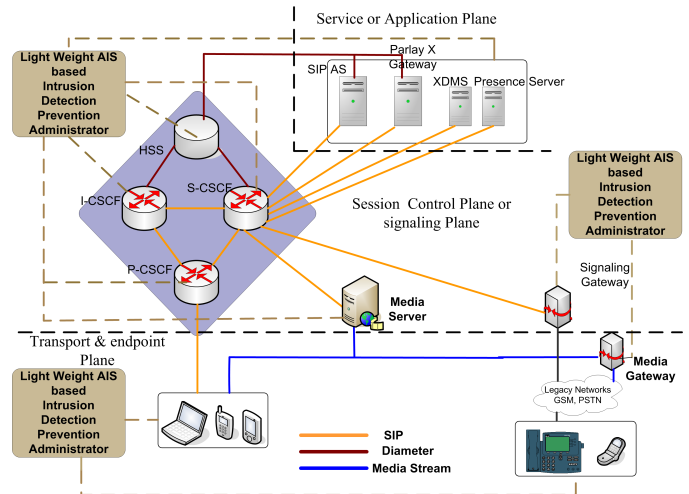 Service or Application Plane
Light Weight AIS
based
Intrusion
Detection
Prevention
Administrator
Parlay X
Gateway
SIP AS
XDMS Presence Server
HSS
S-CSCF
I-CSCF
P-CSCF
Session Control Plane or
signaling Plane
Light Weight AIS
based
Intrusion
Detection
Prevention
Administrator
Signaling
Gateway
Media
Server
Transport & endpoint
Plane
Media
Gateway
Light Weight AIS
based
Intrusion
Detection
Prevention
Administrator
Legacy Networks
GSM, PSTN
SIP
Diameter
Media Stream